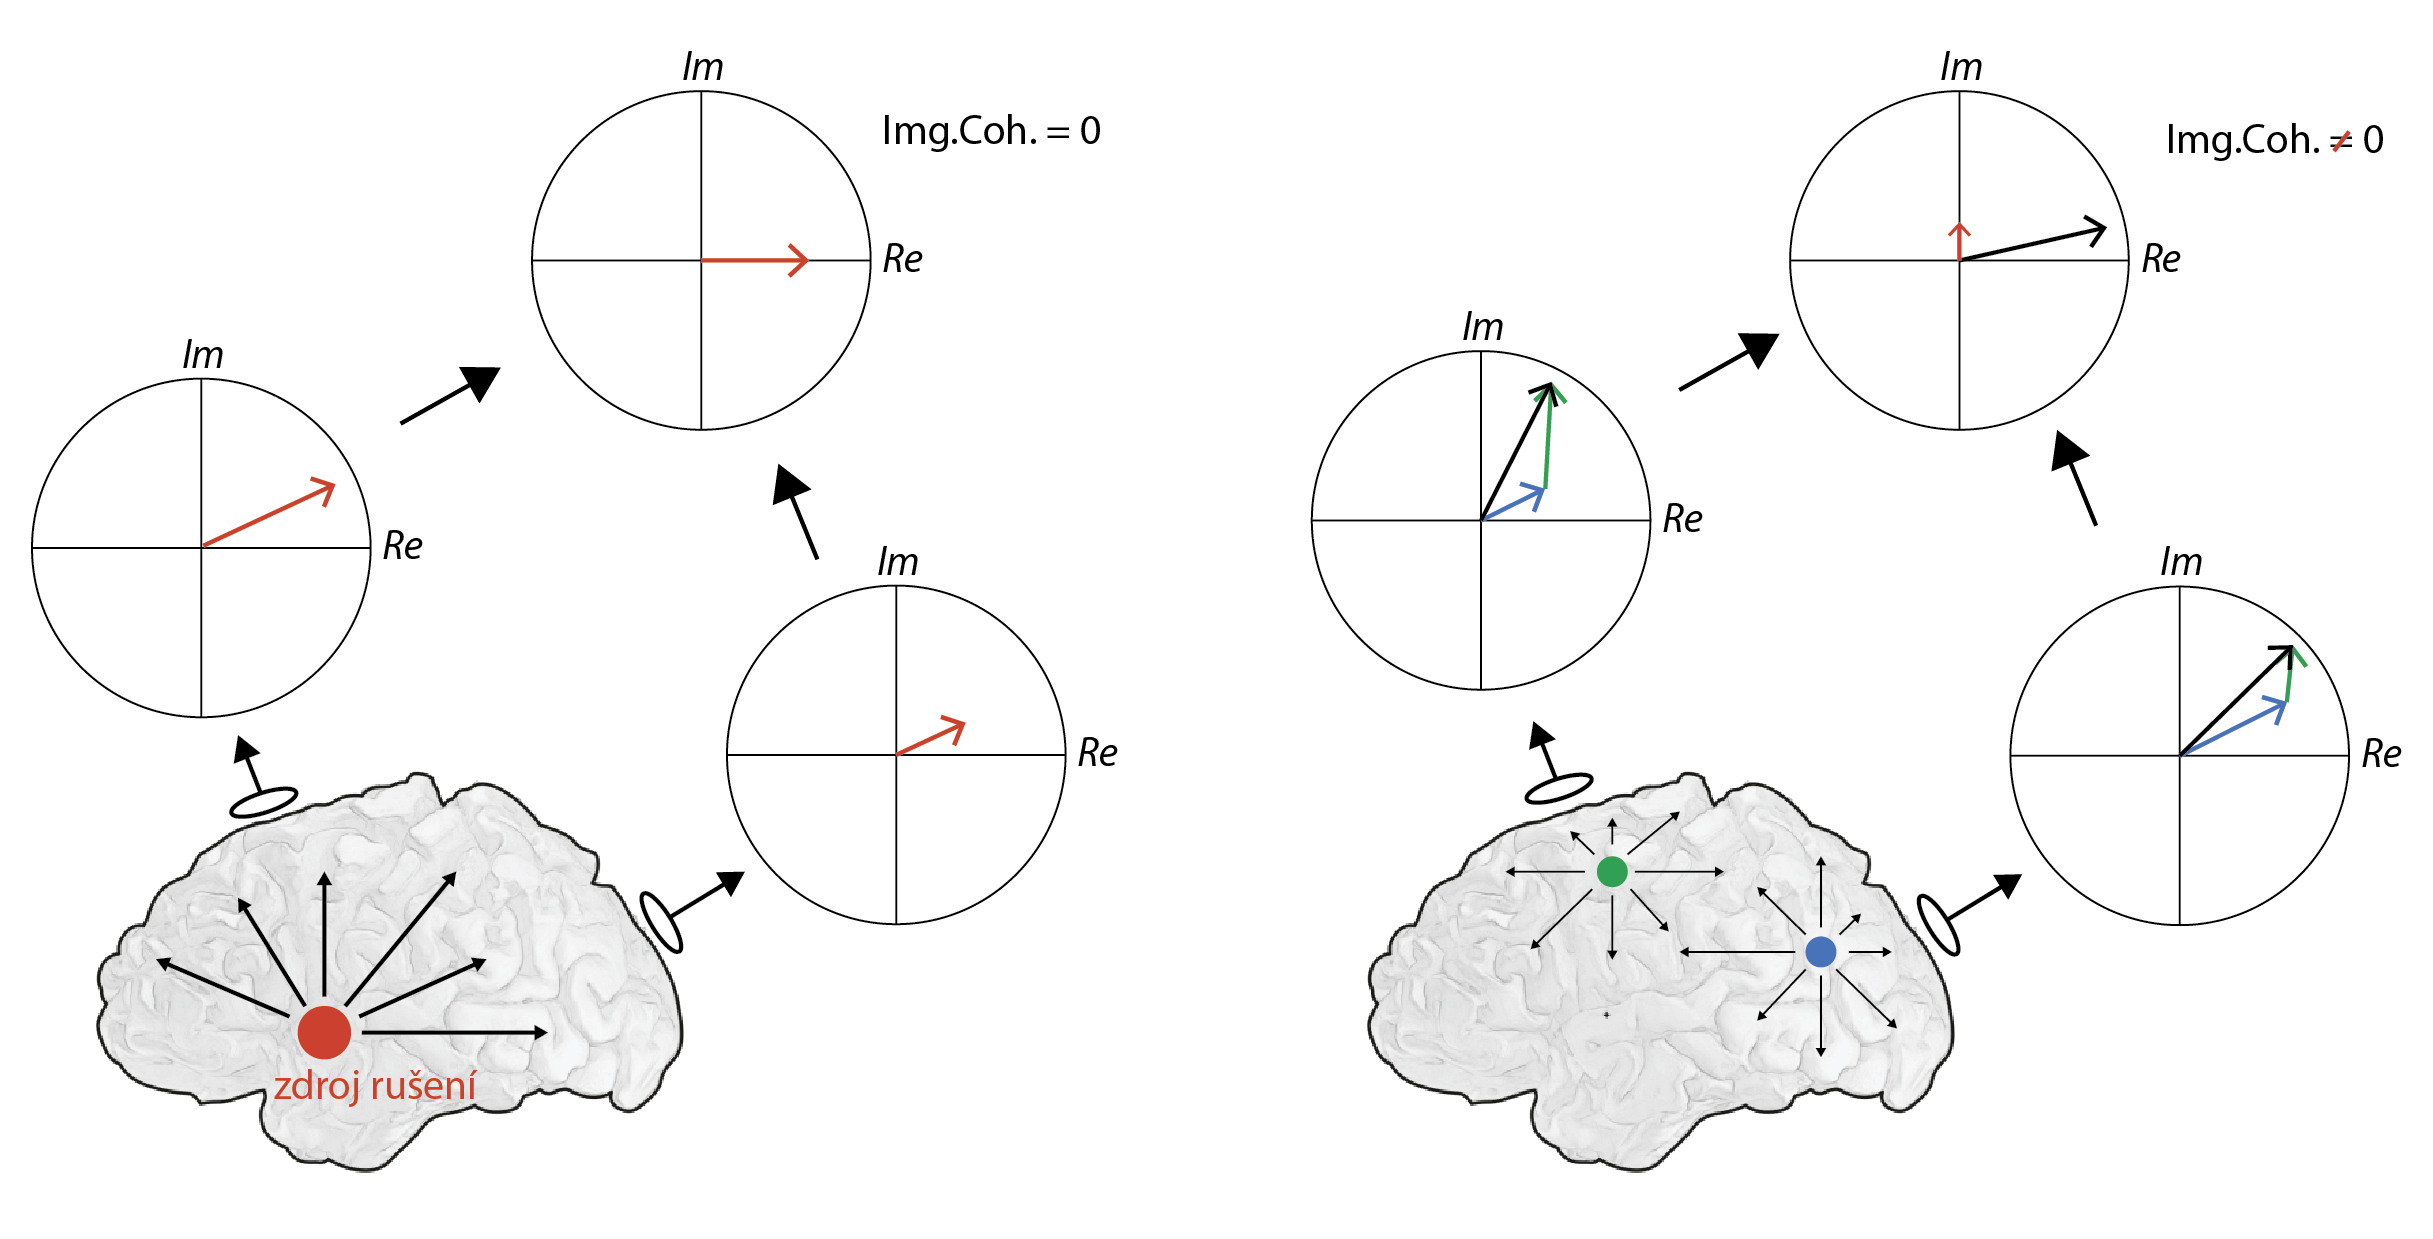 Im
Re
Img.Coh. = 0
Im
Re
Im
Re
zdroj rušení
Im
Re
Img.Coh. ≠ 0
Im
Re
Im
Re